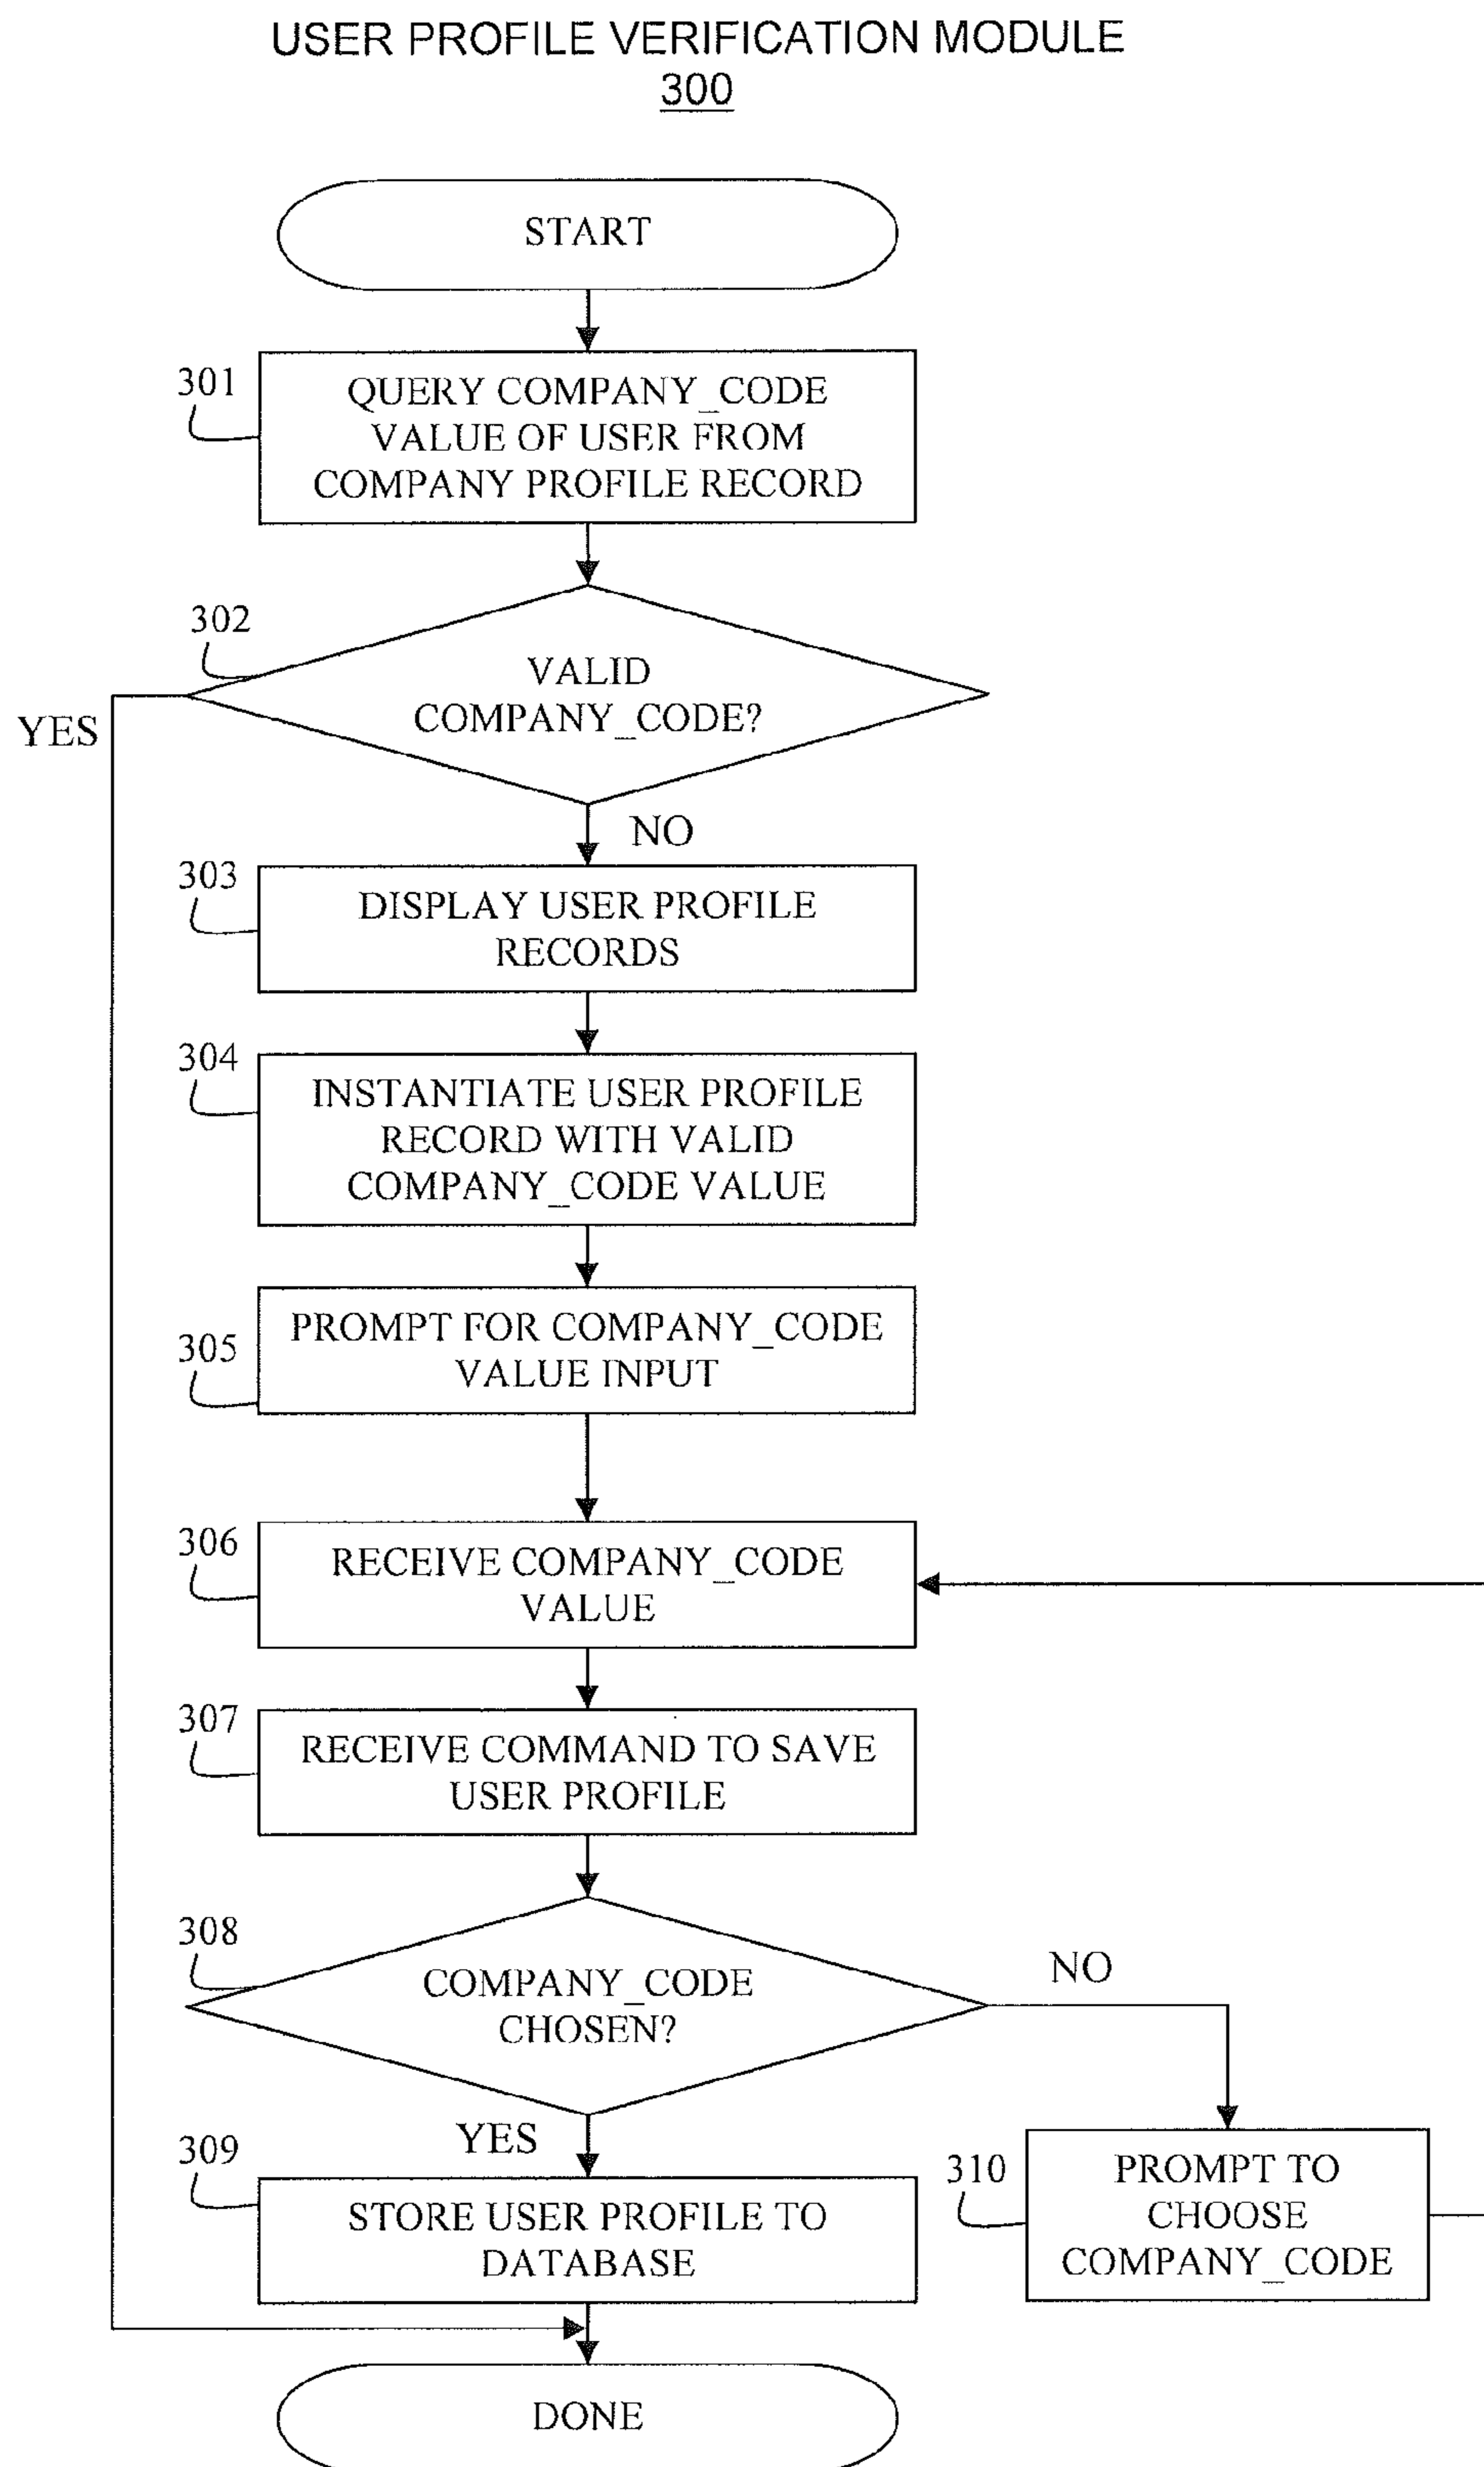 USER PROFILE VERIFICATION MODULE
300
START
301
QUERY COMPANY_CODE
VALUE OF USER FROM
COMPANY PROFILE RECORD
302
VALID
COMPANY_CODE?
YES
NO
303
DISPLAY USER PROFILE
RECORDS
304
INSTANTIATE USER PROFILE
RECORD WITH VALID
COMPANY_CODE VALUE
305
PROMPT FOR COMPANY_CODE
VALUE INPUT
306
RECEIVE COMPANY_CODE
VALUE
307
RECEIVE COMMAND TO SAVE
USER PROFILE
308
COMPANY_CODE
CHOSEN?
NO
YES
309
STORE USER PROFILE TO
DATABASE
310
PROMPT TO
CHOOSE
COMPANY_CODE
DONE